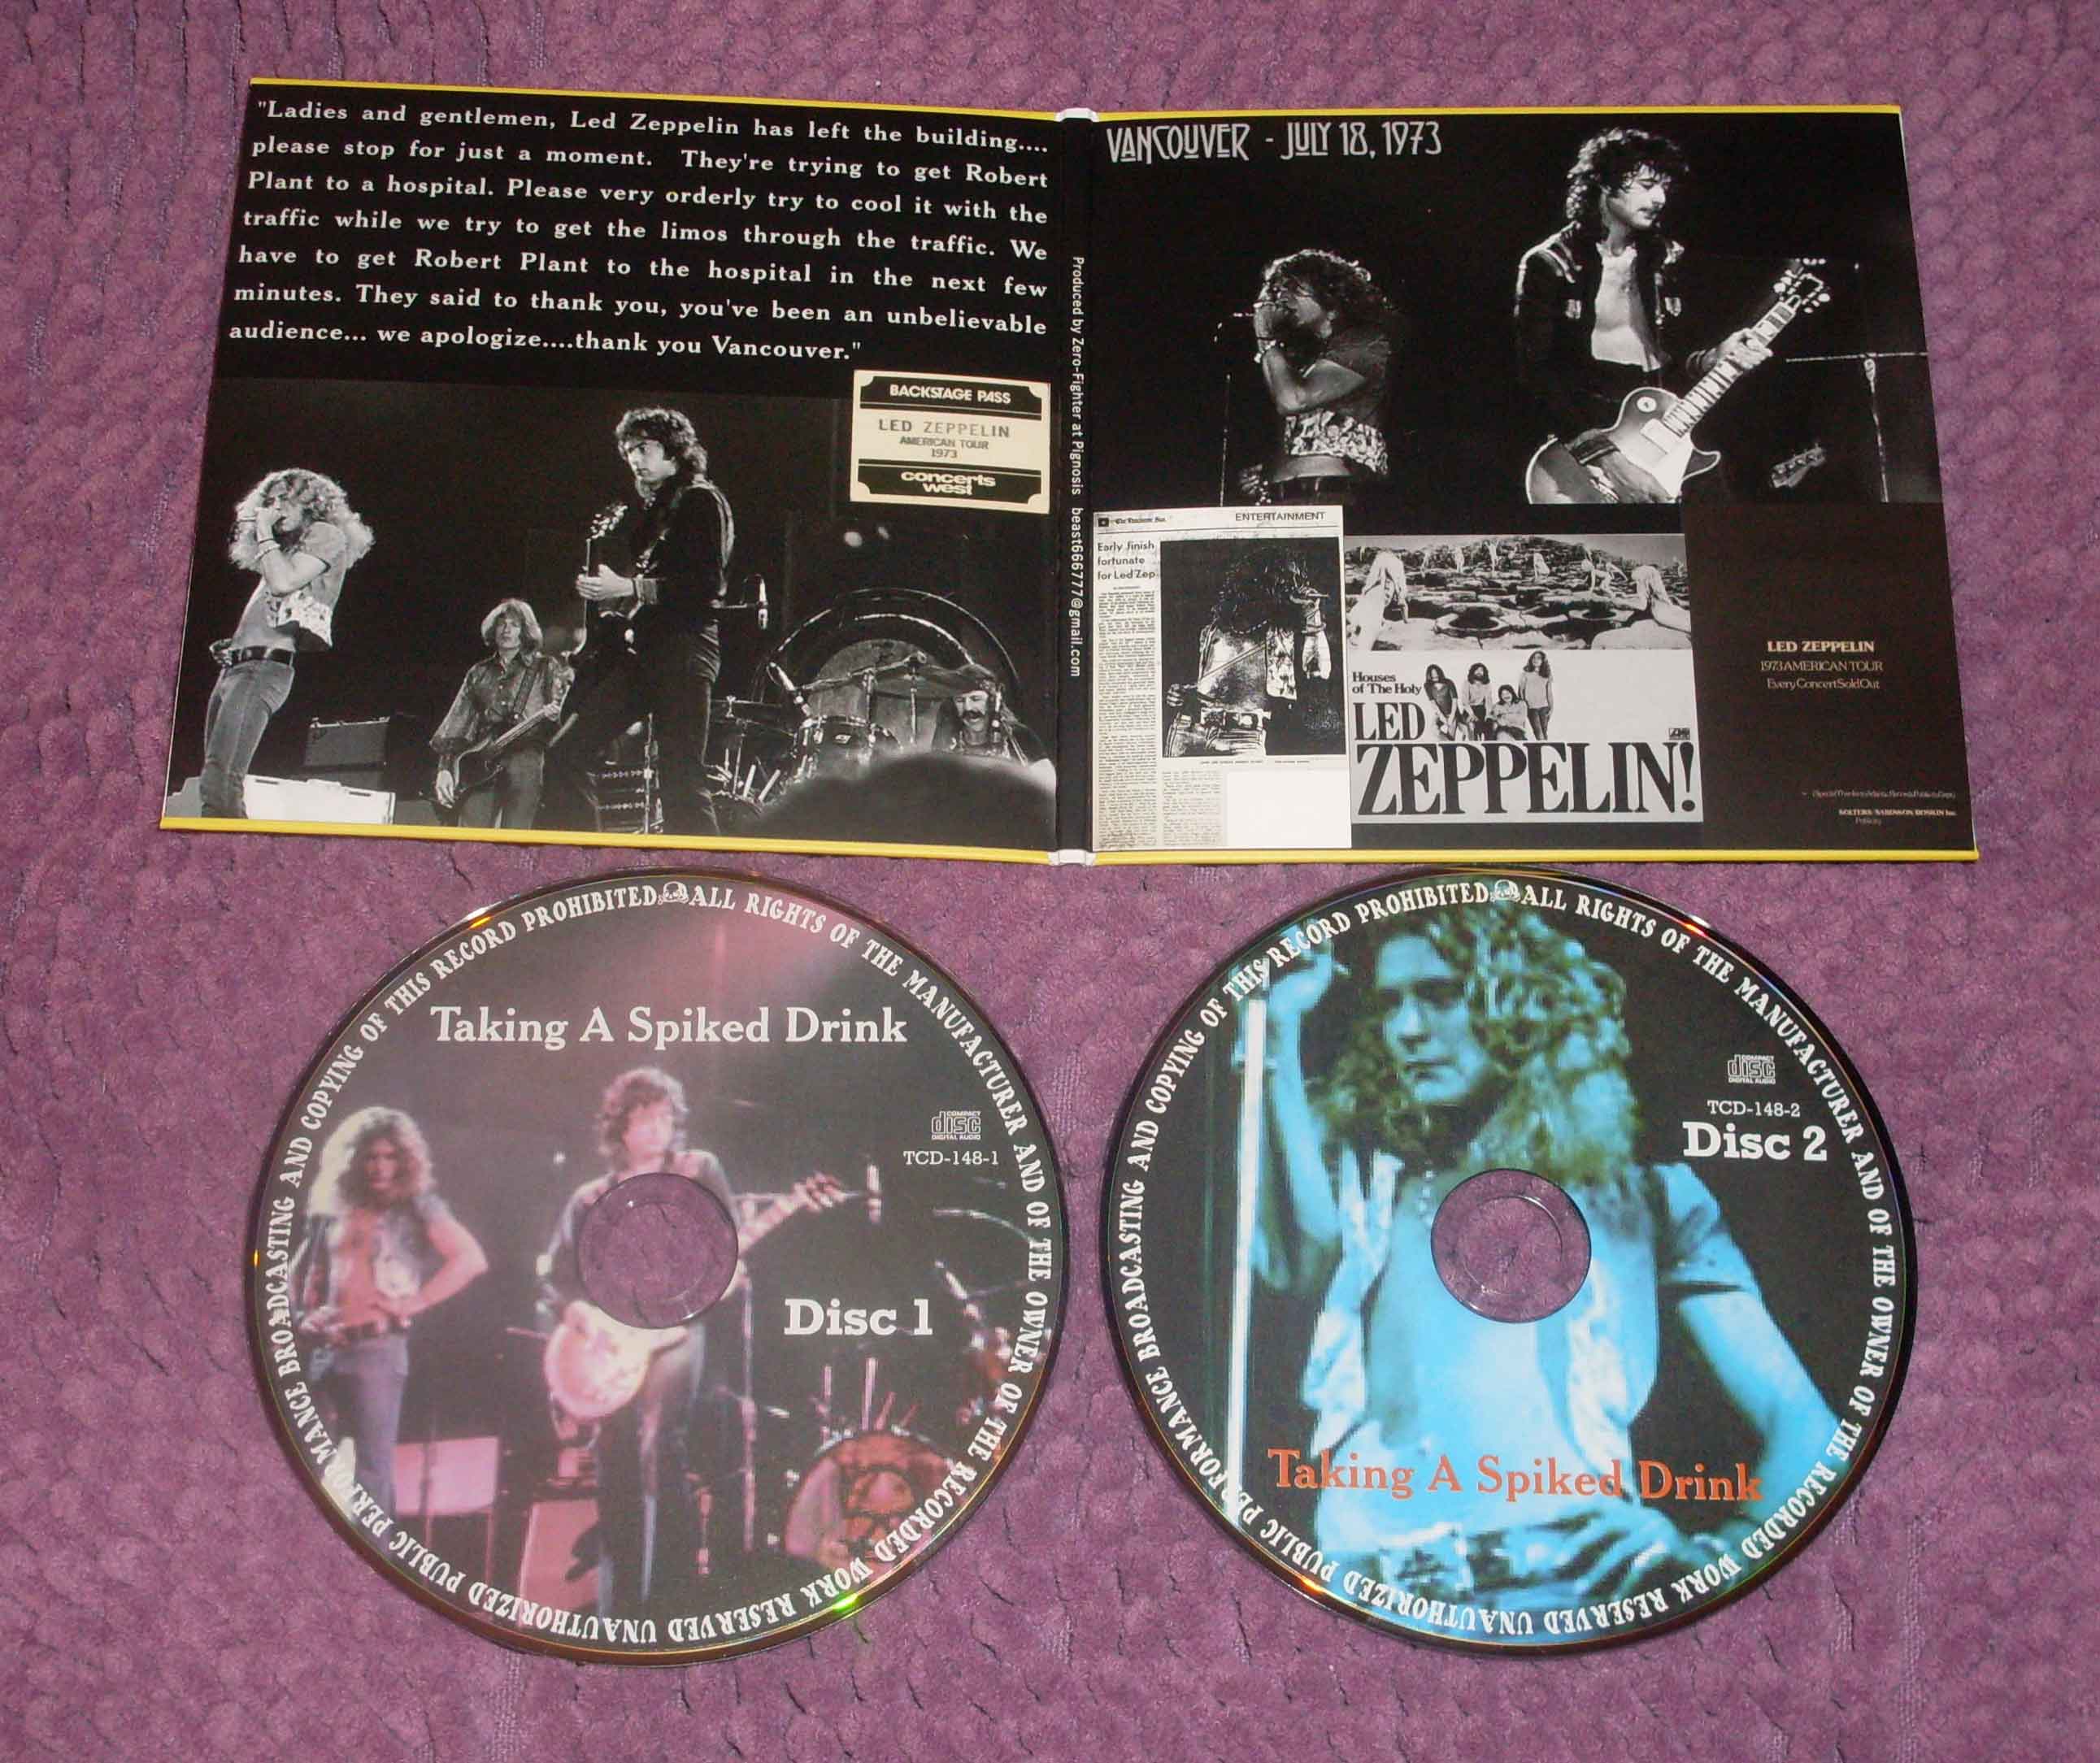 "Ladies and gentlemen, Led Zeppelin has left the building....
please stop for just a moment. They're trying to get Robert
Plant to a hospital. Please very orderly try to cool it with the
traffic while we try to get the limos through the traffic. We
have to get Robert Plant to the hospital in the next few
minutes. They said to thank you, you've been an unbelievable
audience... we apologize....thank you Vancouver."
BACKSTAGE PASS
LED ZEPPELIN
AMERICAN TOUR
1973
concerts
west
Produced by Zero-Fighter at Pignosis beast666777@gmail.com
VANCOUVER - JULY 18, 1973
The Vancouver Sun
ENTERTAINMENT
Early finish
fortunate
for Led Zep
Houses
of The Holy
LED
ZEPPELIN!
LED ZEPPELIN
1973 AMERICAN TOUR
Every Concert Sold Out
Publicity
UNAUTHORIZED PUBLIC PERFORMANCE BROADCASTING AND COPYING OF THIS RECORD PROHIBITED ALL RIGHTS OF THE MANUFACTURER AND OF THE OWNER OF THE RECORDED WORK RESERVED
Taking A Spiked Drink
COMPACT
disc
DIGITAL AUDIO
TCD-148-1
Disc 1
UNAUTHORIZED PUBLIC PERFORMANCE BROADCASTING AND COPYING OF THIS RECORD PROHIBITED ALL RIGHTS OF THE MANUFACTURER AND OF THE OWNER OF THE RECORDED WORK RESERVED
COMPACT
disc
DIGITAL AUDIO
TCD-148-2
Disc 2
Taking A Spiked Drink